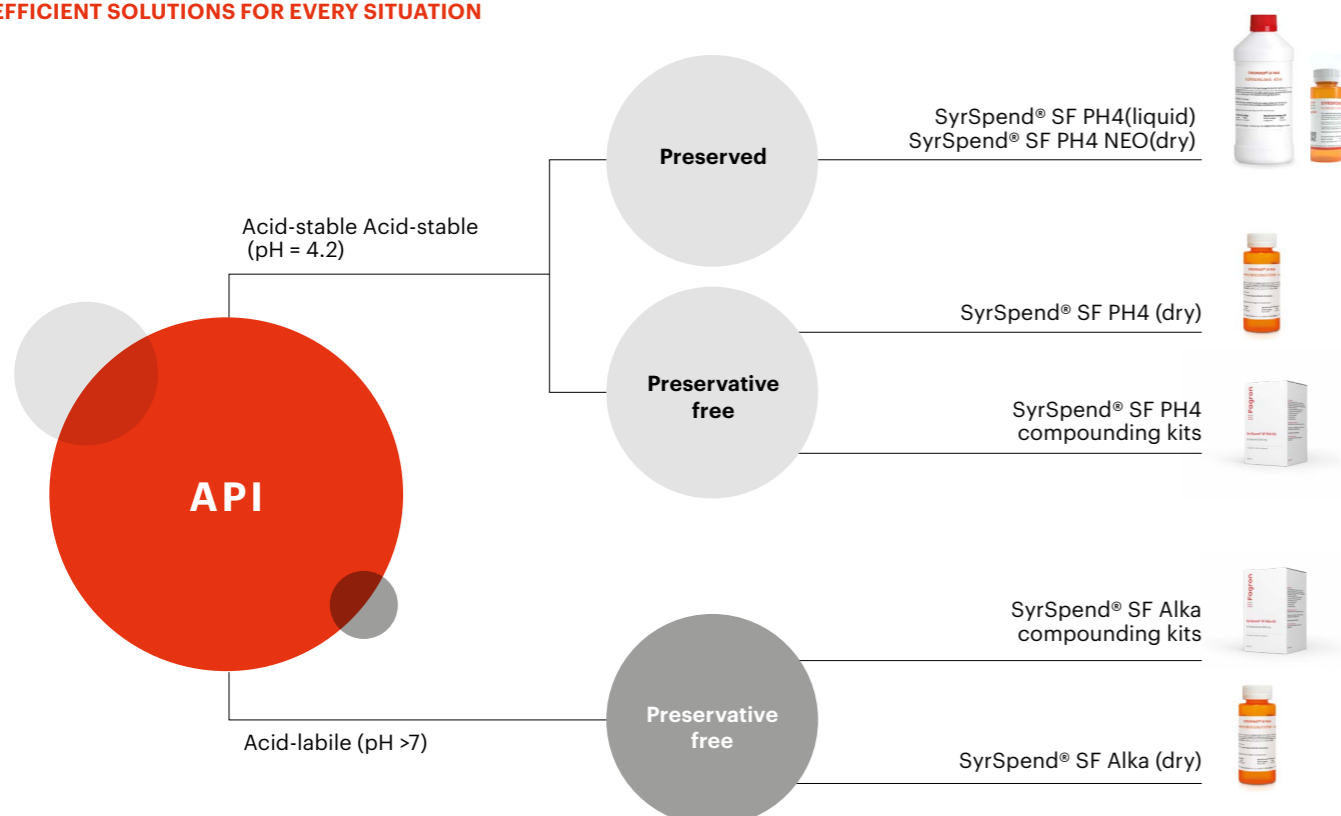 EFFICIENT SOLUTIONS FOR EVERY SITUATION
Preserved
SyrSpend® SF PH4(liquid)
SyrSpend® SF PH4 NEO(dry)
Acid-stable Acid-stable
(pH = 4.2)
SyrSpend® SF PH4 (dry)
Preservative
free
SyrSpend® SF PH4
compounding kits
Fagron
API
SyrSpend® SF Alka
compounding kits
Fagron
Preservative
free
Acid-labile (pH >7)
SyrSpend® SF Alka (dry)